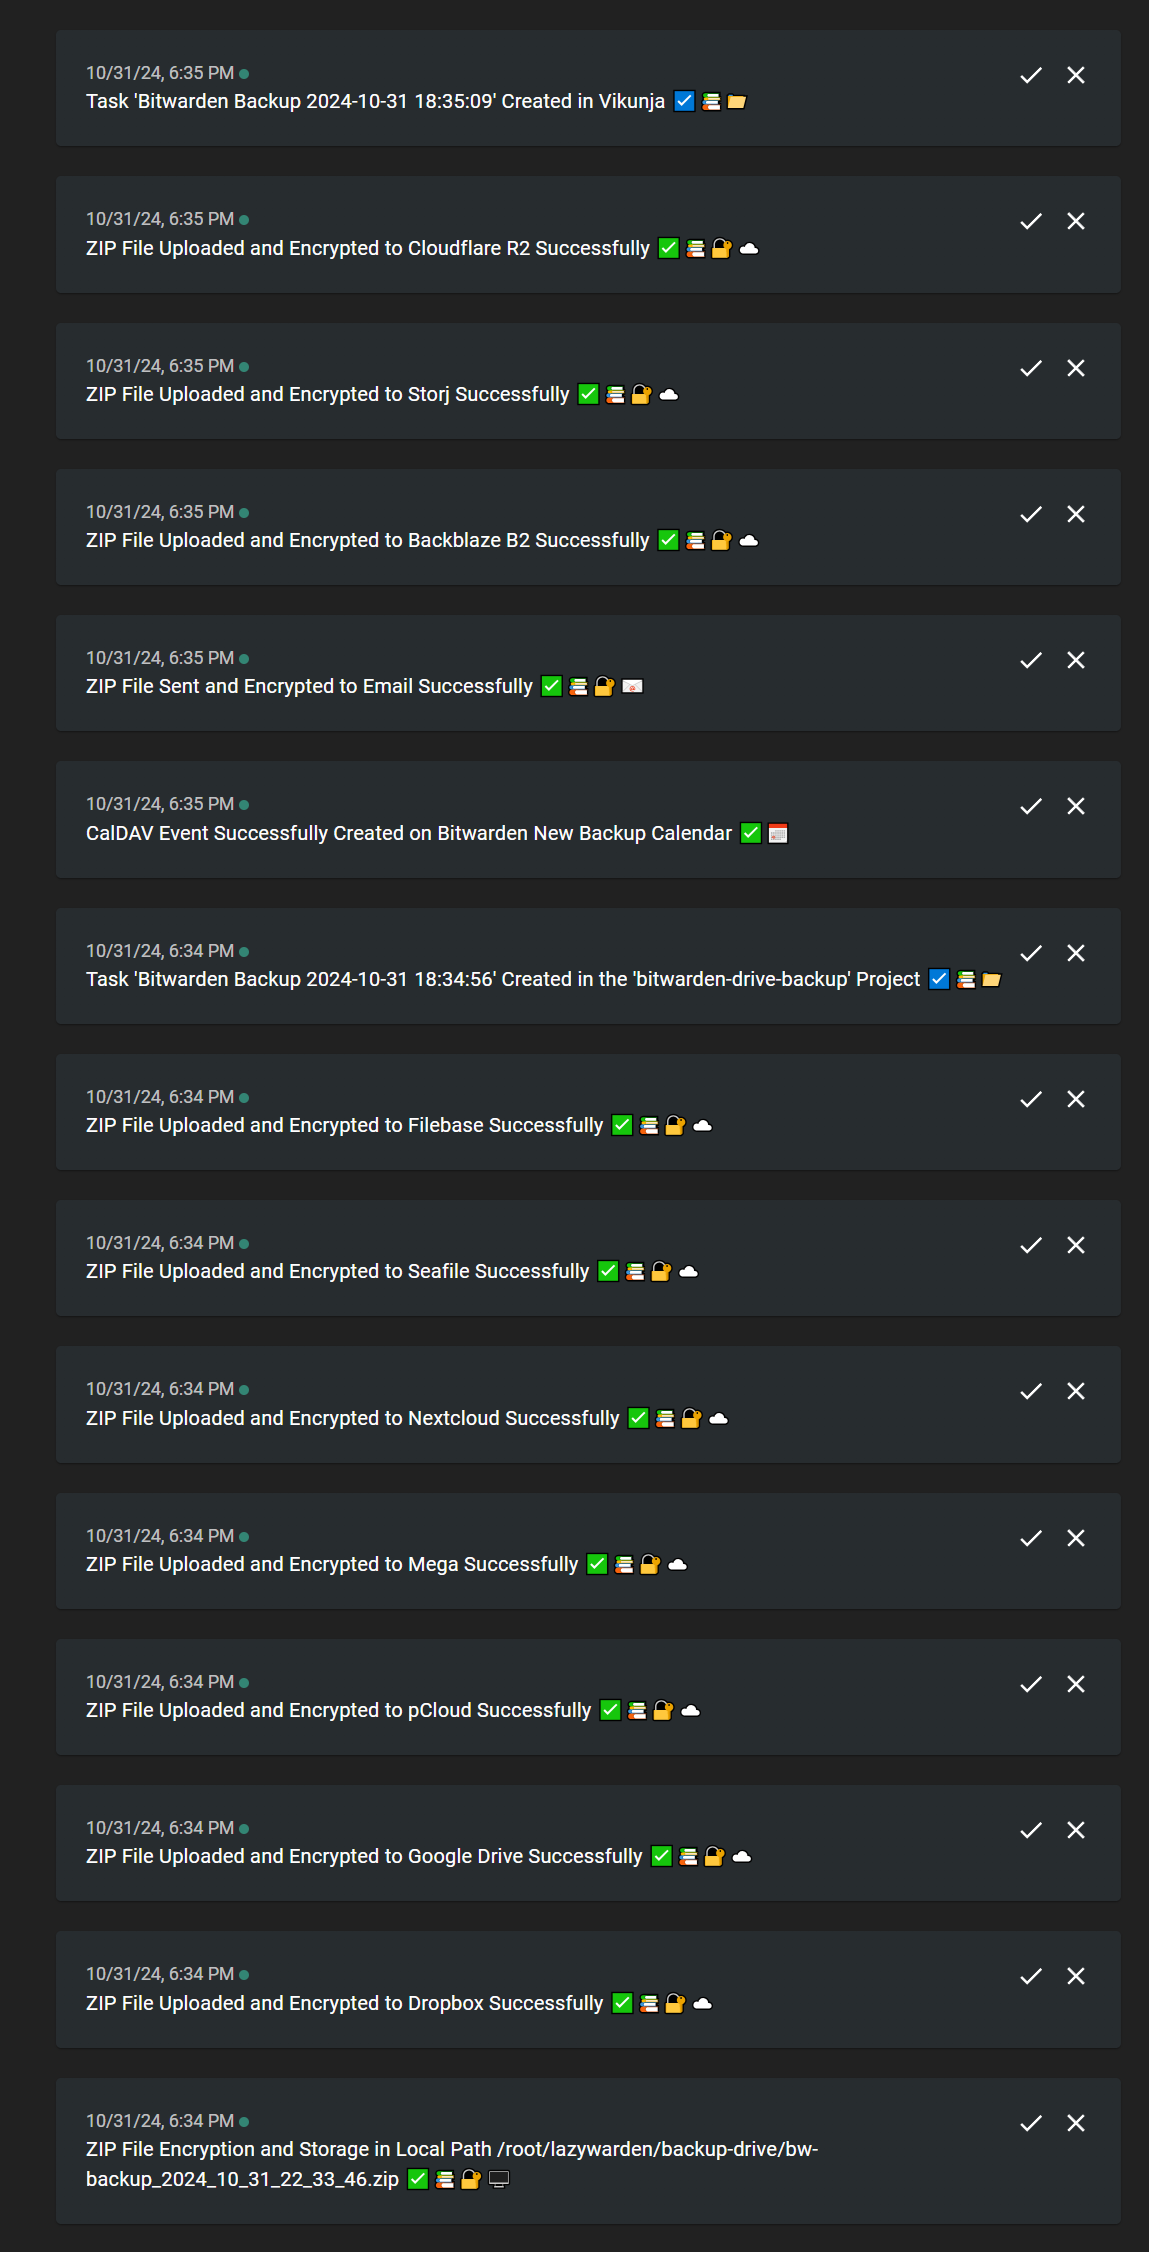 10/31/24, 6:35 PM
Task 'Bitwarden Backup 2024-10-31 18:35:09' Created in Vikunja ☑️ 📚 📂
10/31/24, 6:35 PM
ZIP File Uploaded and Encrypted to Cloudflare R2 Successfully ✅ 📚 🔐 ☁️
10/31/24, 6:35 PM
ZIP File Uploaded and Encrypted to Storj Successfully ✅ 📚 🔐 ☁️
10/31/24, 6:35 PM
ZIP File Uploaded and Encrypted to Backblaze B2 Successfully ✅ 📚 🔐 ☁️
10/31/24, 6:35 PM
ZIP File Sent and Encrypted to Email Successfully ✅ 📚 🔐 📧
10/31/24, 6:35 PM
CalDAV Event Successfully Created on Bitwarden New Backup Calendar ✅ 📅
10/31/24, 6:34 PM
Task 'Bitwarden Backup 2024-10-31 18:34:56' Created in the 'bitwarden-drive-backup' Project ☑️ 📚 📂
10/31/24, 6:34 PM
ZIP File Uploaded and Encrypted to Filebase Successfully ✅ 📚 🔐 ☁️
10/31/24, 6:34 PM
ZIP File Uploaded and Encrypted to Seafile Successfully ✅ 📚 🔐 ☁️
10/31/24, 6:34 PM
ZIP File Uploaded and Encrypted to Nextcloud Successfully ✅ 📚 🔐 ☁️
10/31/24, 6:34 PM
ZIP File Uploaded and Encrypted to Mega Successfully ✅ 📚 🔐 ☁️
10/31/24, 6:34 PM
ZIP File Uploaded and Encrypted to pCloud Successfully ✅ 📚 🔐 ☁️
10/31/24, 6:34 PM
ZIP File Uploaded and Encrypted to Google Drive Successfully ✅ 📚 🔐 ☁️
10/31/24, 6:34 PM
ZIP File Uploaded and Encrypted to Dropbox Successfully ✅ 📚 🔐 ☁️
10/31/24, 6:34 PM
ZIP File Encryption and Storage in Local Path /root/lazywarden/backup-drive/bw-
backup_2024_10_31_22_33_46.zip ✅ 📚 🔐 🖥️